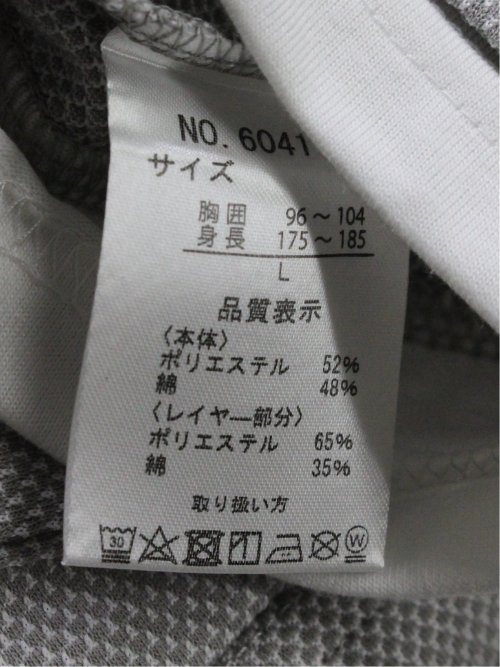 NO. 6041
サイズ
胸囲 96～104
身長 175～185
L
品質表示
〈本体〉
ポリエステル 52%
綿 48%
〈レイヤー部分〉
ポリエステル 65%
綿 35%
取り扱い方
30 W